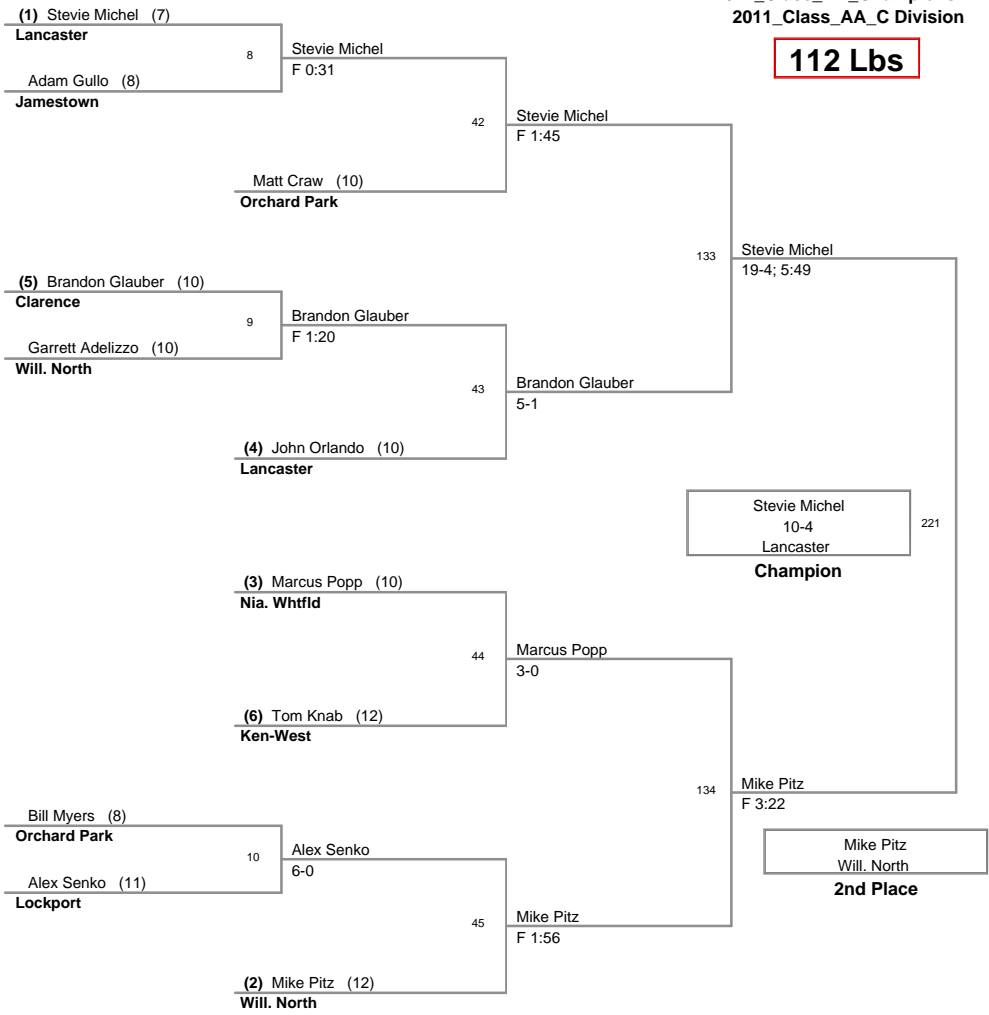 2011_Class_AA_C Division
112 Lbs
(1) Stevie Michel (7)
Lancaster
8
Adam Gullo (8)
Jamestown
Stevie Michel
F 0:31
42
Matt Craw (10)
Orchard Park
Stevie Michel
F 1:45
(5) Brandon Glauber (10)
Clarence
9
Garrett Adelizzo (10)
Will. North
Brandon Glauber
F 1:20
43
(4) John Orlando (10)
Lancaster
Brandon Glauber
5-1
133
Stevie Michel
19-4; 5:49
Stevie Michel
10-4
Lancaster
Champion
221
(3) Marcus Popp (10)
Nia. Whtfld
44
(6) Tom Knab (12)
Ken-West
Marcus Popp
3-0
134
Mike Pitz
F 3:22
Bill Myers (8)
Orchard Park
10
Alex Senko (11)
Lockport
Alex Senko
6-0
45
(2) Mike Pitz (12)
Will. North
Mike Pitz
F 1:56
Mike Pitz
Will. North
2nd Place